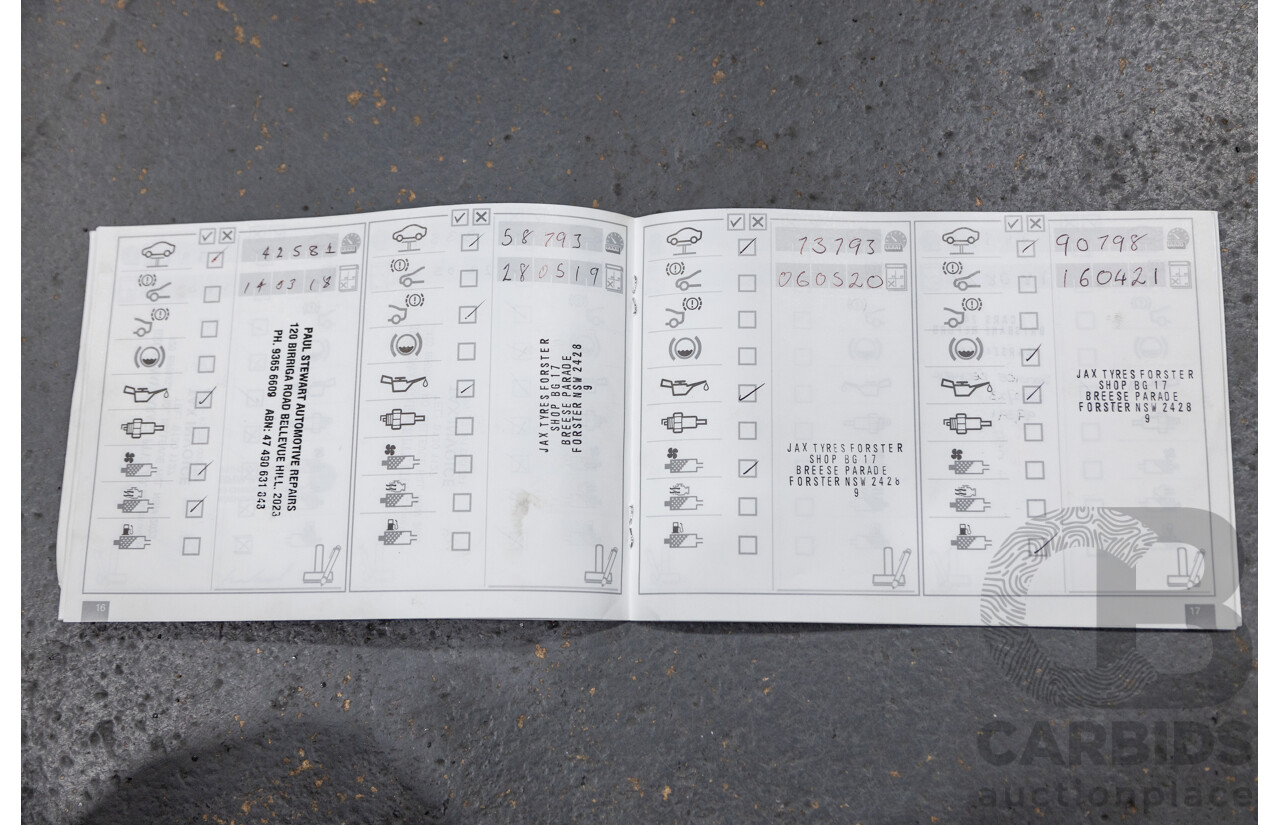 42581
140318
PAUL STEWART AUTOMOTIVE REPAIRS
120 BIRRIGA ROAD BELLEVUE HILL. 2023
PH. 9365 6609 ABN: 47 490 631 843
16
58793
280519
JAX TYRES FORSTER
SHOP BG 17
BREESE PARADE
FORSTER NSW 2428
9
73793
060520
JAX TYRES FORSTER
SHOP BG 17
BREESE PARADE
FORSTER NSW 2428
9
90798
160421
JAX TYRES FORSTER
SHOP BG 17
BREESE PARADE
FORSTER NSW 2428
9
17
CB
CARBIDS
auctionplace